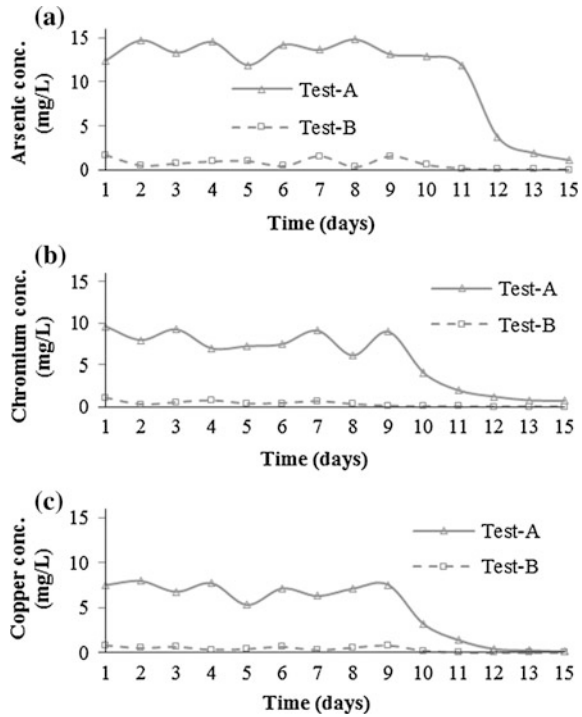 (a)
15
10
5
0
Arsenic conc.
(mg/L)
Test-A
Test-B
1 2 3 4 5 6 7 8 9 10 11 12 13 15
Time (days)
(b)
15
10
5
0
Chromium conc.
(mg/L)
Test-A
Test-B
1 2 3 4 5 6 7 8 9 10 11 12 13 15
Time (days)
(c)
15
10
5
0
Copper conc.
(mg/L)
Test-A
Test-B
1 2 3 4 5 6 7 8 9 10 11 12 13 15
Time (days)